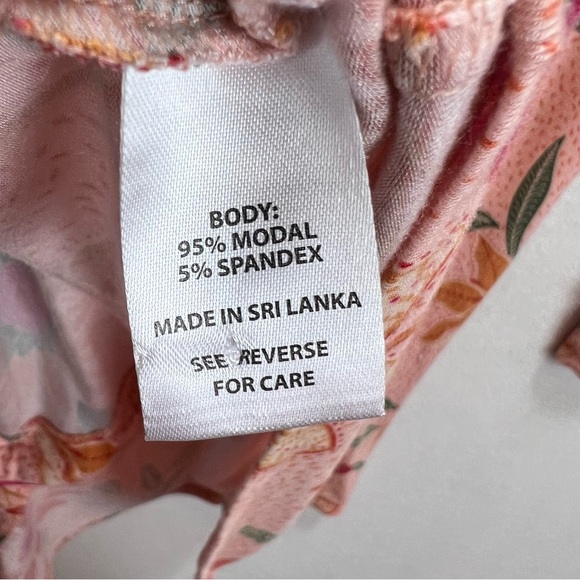 BODY:
95% MODAL
5% SPANDEX
MADE IN SRI LANKA
SEE REVERSE
FOR CARE